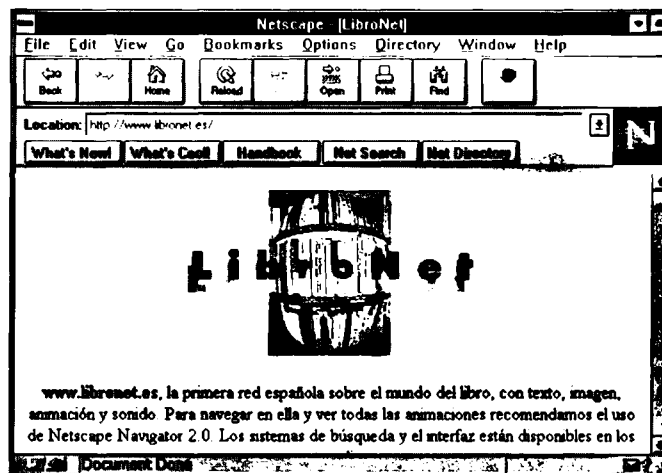 Netscape - [LibroNet]
File Edit View Go Bookmarks Options Directory Window Help
Back Home Reload Open Print Find
Location: http://www.libronet.es/
What's New! What's Cool! Handbook Net Search Net Directory
LibroNet
www.libronet.es, la primera red española sobre el mundo del libro, con texto, imagen,
animación y sonido. Para navegar en ella y ver todas las animaciones recomendamos el uso
de Netscape Navigator 2.0. Los sistemas de búsqueda y el interfaz están disponibles en los
Document Done